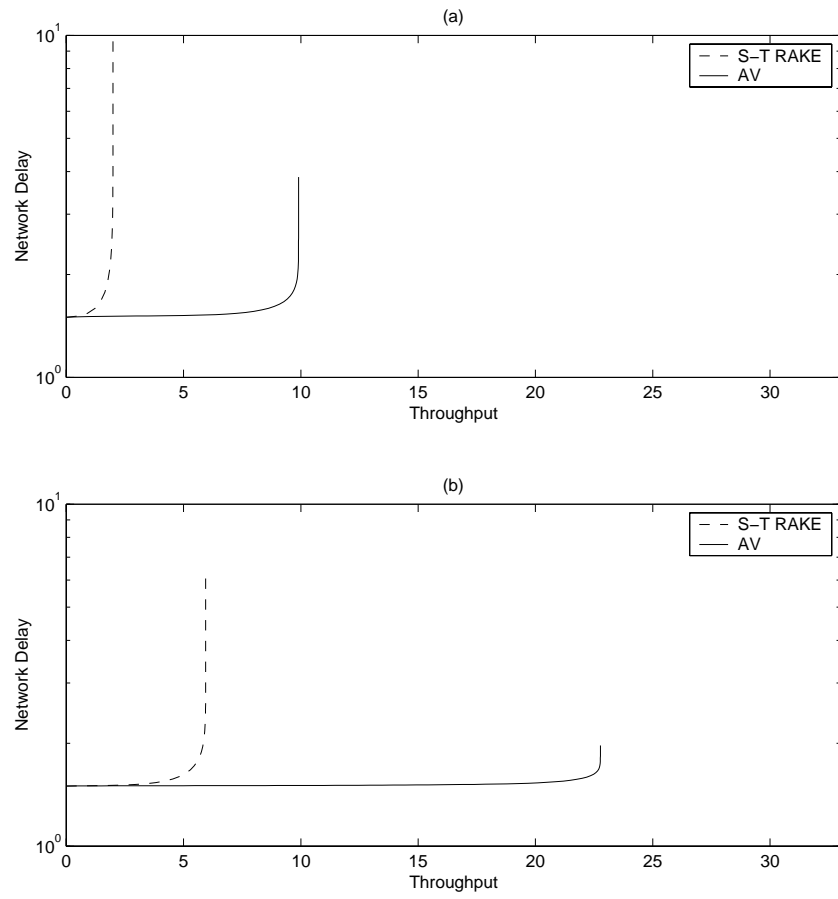 (a)
10^1
S−T RAKE
AV
Network Delay
10^0
0 5 10 15 20 25 30
Throughput
(b)
10^1
S−T RAKE
AV
Network Delay
10^0
0 5 10 15 20 25 30
Throughput